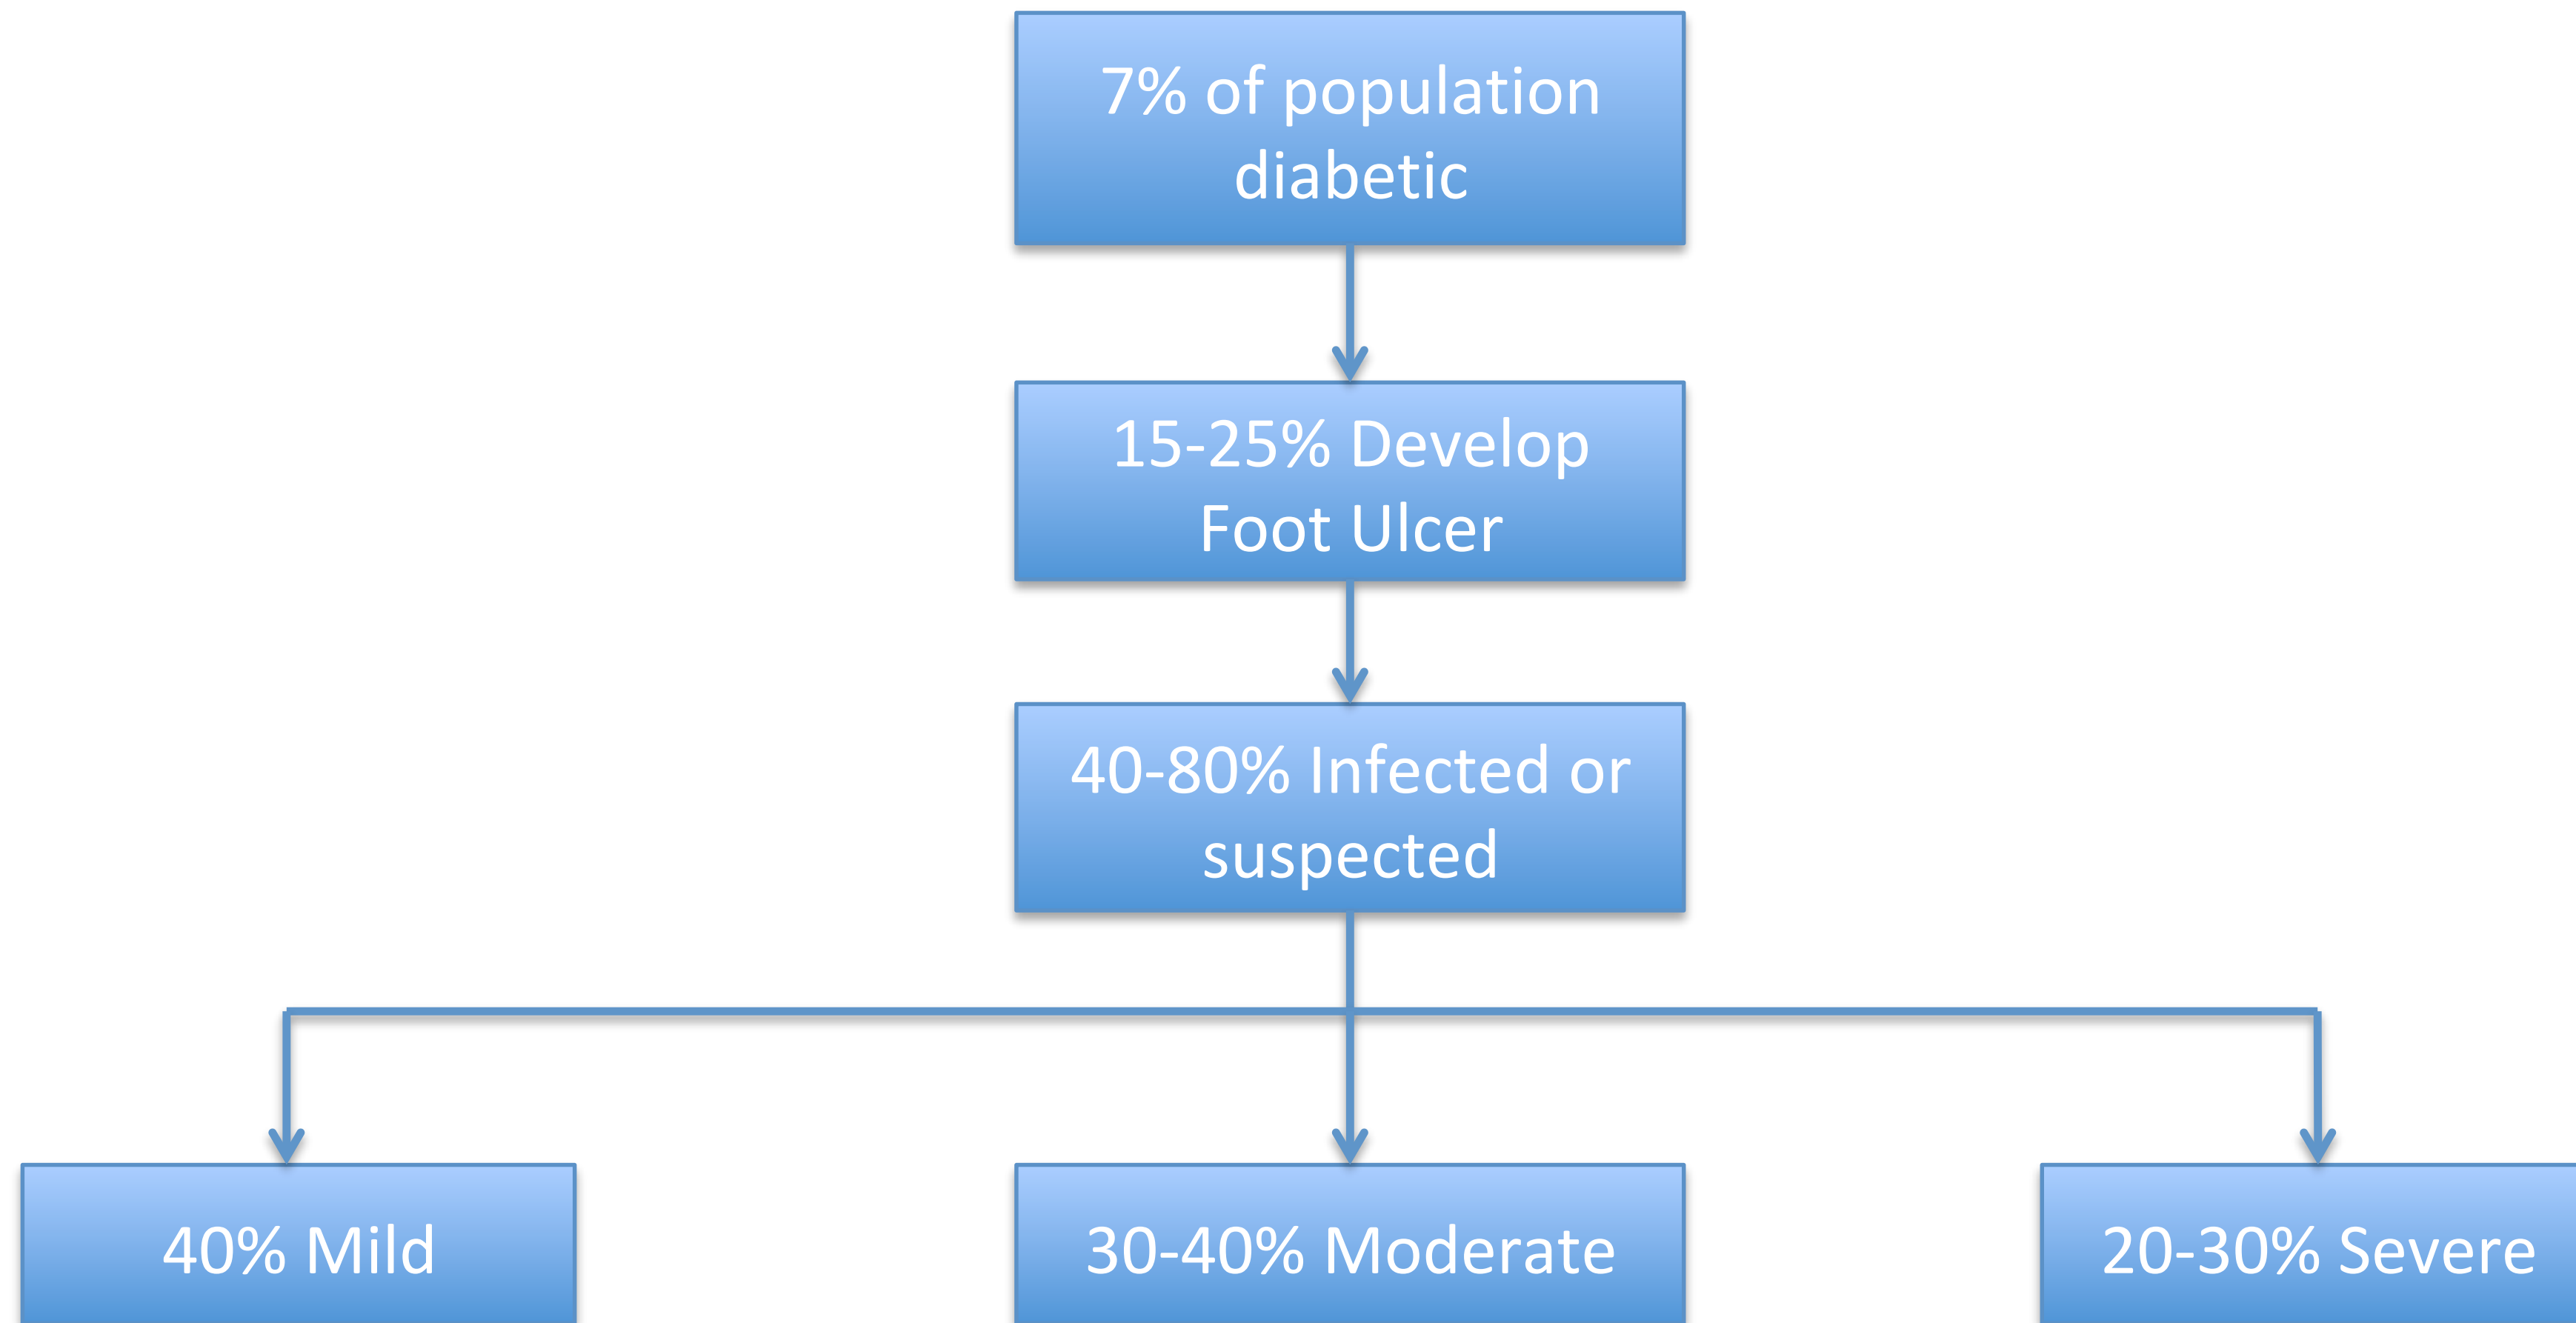 7% of population
diabetic
15-25% Develop
Foot Ulcer
40-80% Infected or
suspected
40% Mild
30-40% Moderate
20-30% Severe